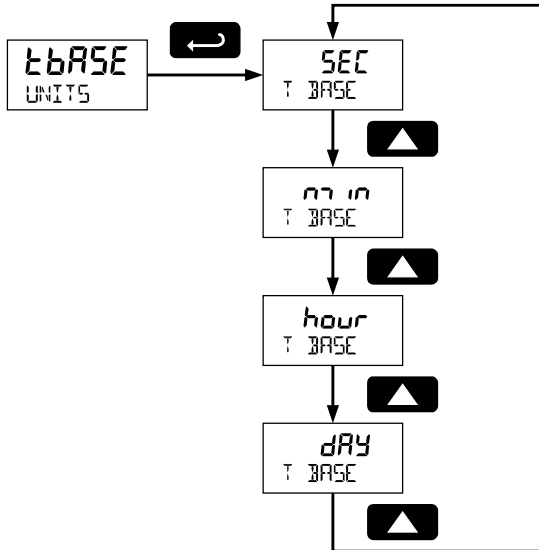 tbASE
UNITS
SEC
T BASE
min
T BASE
hour
T BASE
dAY
T BASE